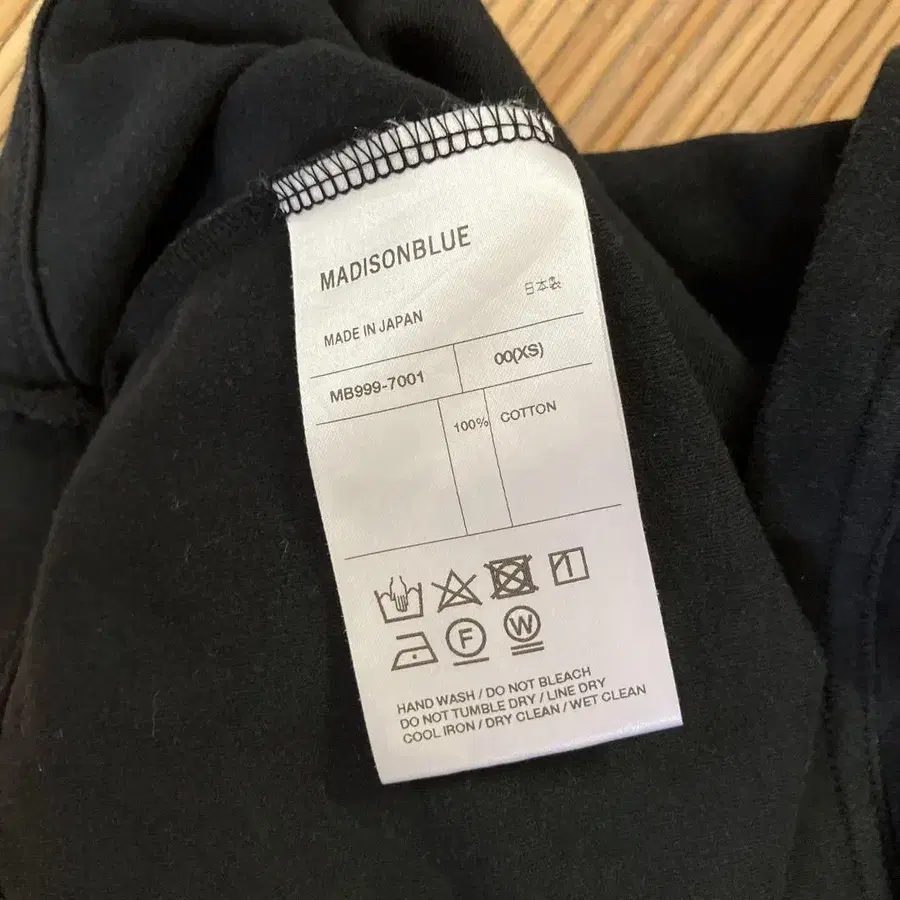 MADISONBLUE
日本製
MADE IN JAPAN
MB999-7001 00(XS)
100% COTTON
F W
HAND WASH / DO NOT BLEACH
DO NOT TUMBLE DRY / LINE DRY
COOL IRON / DRY CLEAN / WET CLEAN